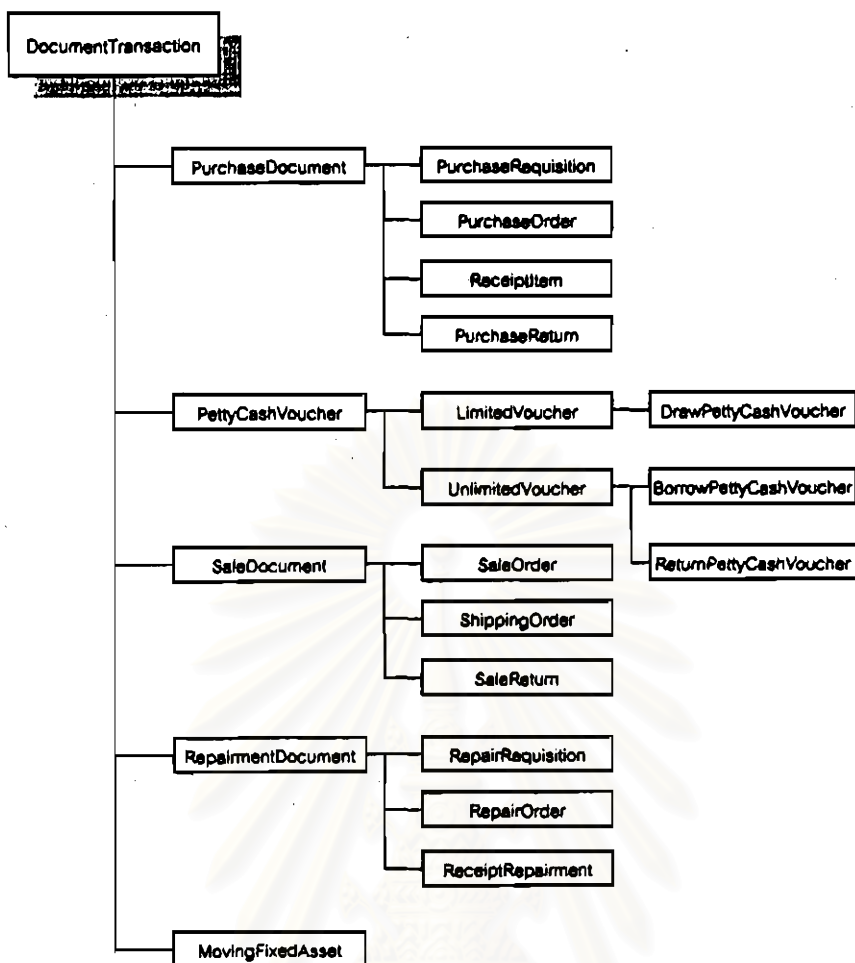 DocumentTransaction
PurchaseDocument
PurchaseRequisition
PurchaseOrder
ReceiptItem
PurchaseReturn
PettyCashVoucher
LimitedVoucher
DrawPettyCashVoucher
UnlimitedVoucher
BorrowPettyCashVoucher
ReturnPettyCashVoucher
SaleDocument
SaleOrder
ShippingOrder
SaleReturn
RepairmentDocument
RepairRequisition
RepairOrder
ReceiptRepairment
MovingFixedAsset